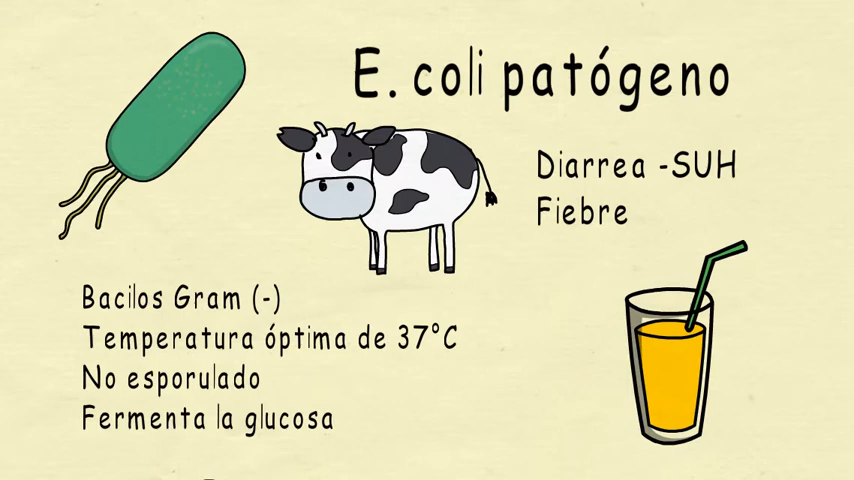 E. coli patógeno
Diarrea -SUH
Fiebre
Bacilos Gram (-)
Temperatura óptima de 37°C
No esporulado
Fermenta la glucosa